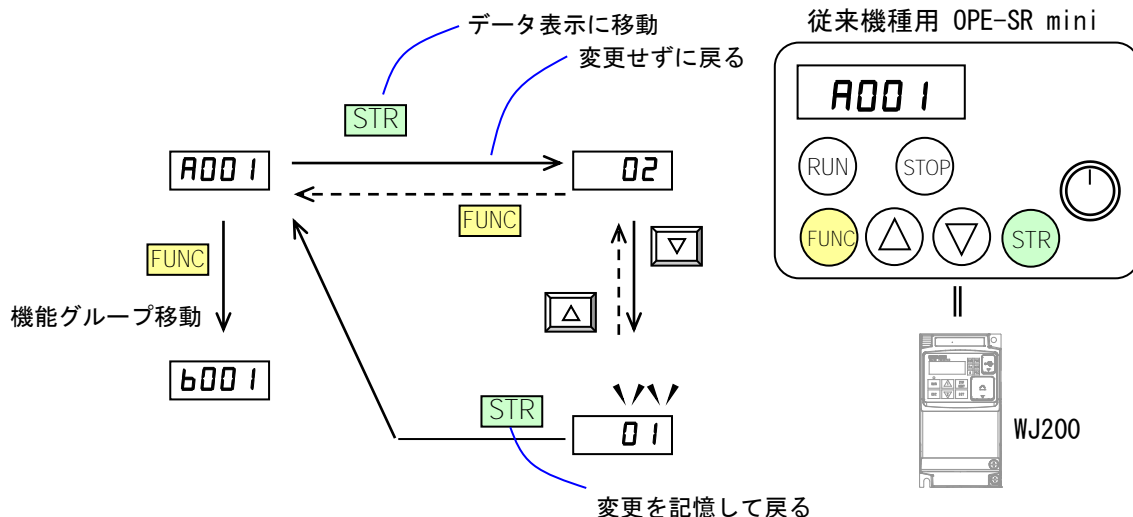 データ表示に移動
従来機種用 OPE-SR mini
変更せずに戻る
STR
A001
A001
02
RUN
STOP
FUNC
FUNC
FUNC
STR
機能グループ移動
b001
STR
01
WJ200
変更を記憶して戻る